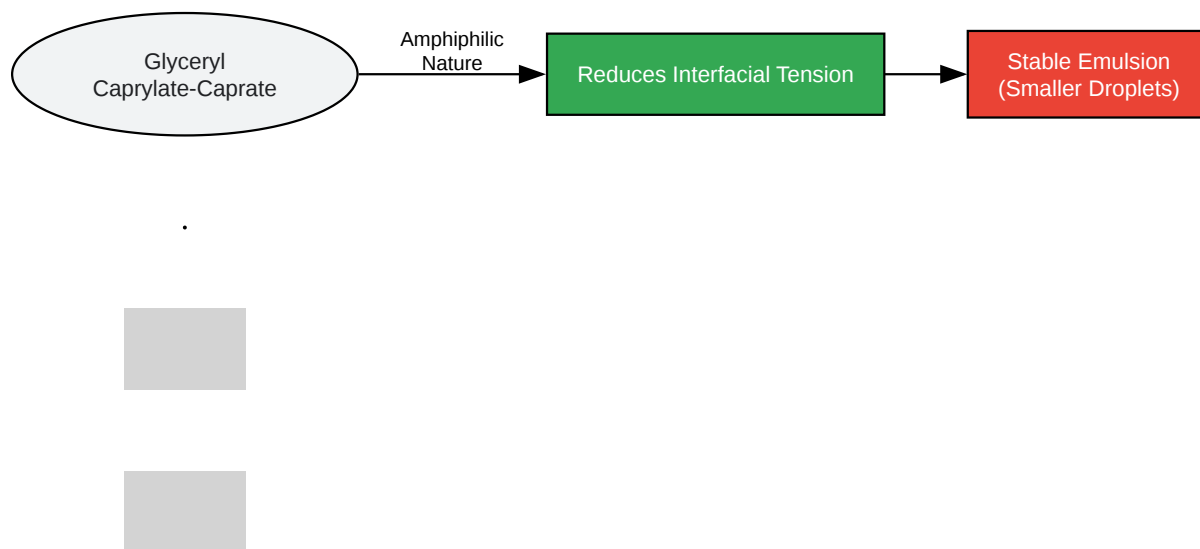 Glyceryl
Caprylate-Caprate
Amphiphilic
Nature
Reduces Interfacial Tension
Stable Emulsion
(Smaller Droplets)